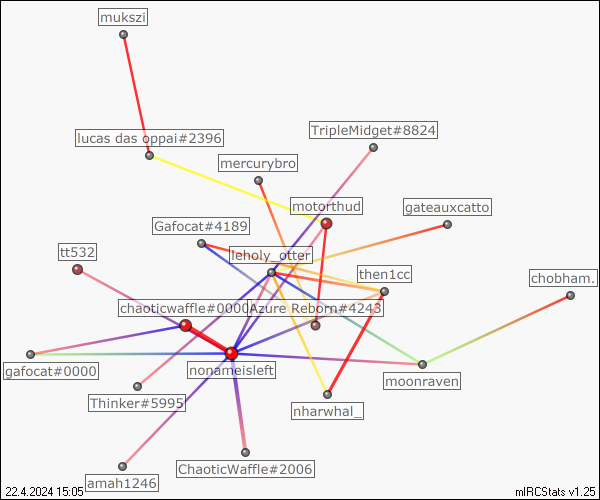 mukszi
lucas das oppai#2396
TripleMidget#8824
mercurybro
motorthud
gateauxcatto
Gafocat#4189
leholy_otter
tt532
then1cc
chobham.
chaoticwaffle#0000
Azure Reborn#4243
gafocat#0000
nonameisleft
moonraven
Thinker#5995
nharwhal_
ChaoticWaffle#2006
amah1246
22.4.2024 15:05
mIRCStats v1.25